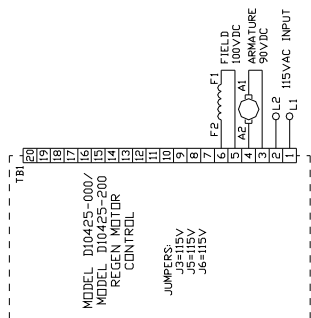 TB1
20
19
18
17
16
15
14
13
12
11
10
9
8
7
6
5
4
3
2
1
MODEL D10425-000/
MODEL D10425-200
REGEN MOTOR
CONTROL
JUMPERS:
J3=115V
J5=115V
J6=115V
F2 F1
FIELD
100VDC
A2 A1
ARMATURE
90VDC
L2
L1
115VAC INPUT